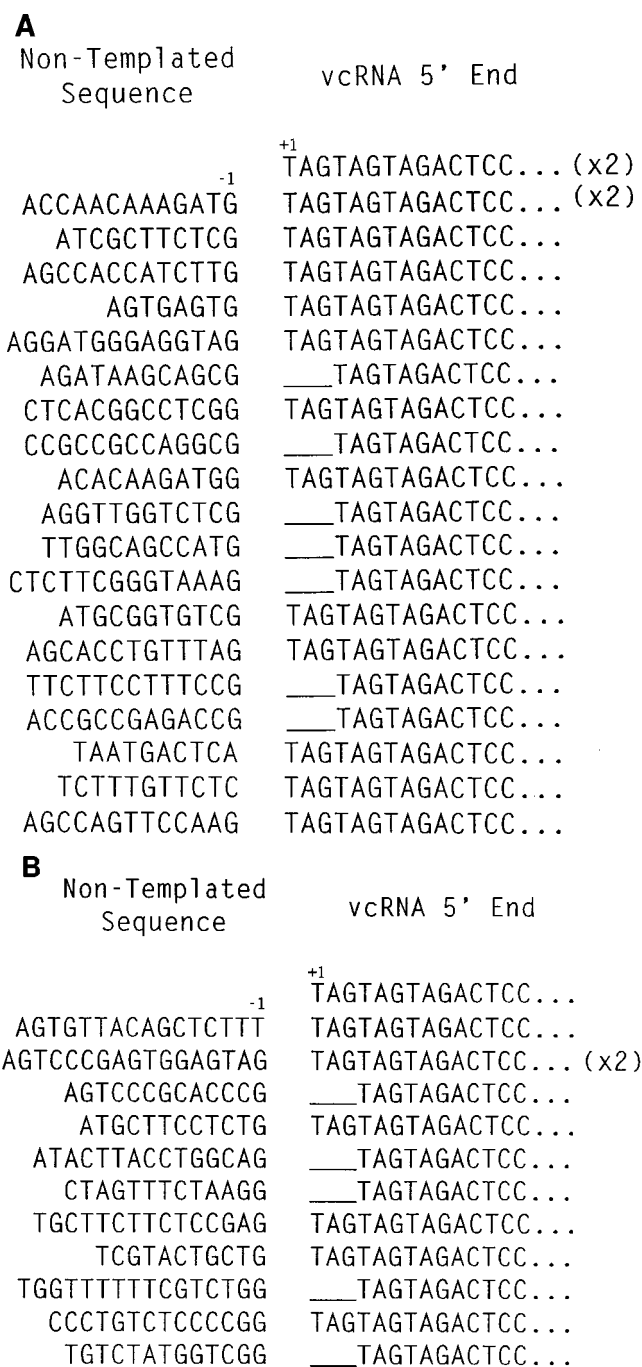 A
Non-Templated Sequence
vcRNA 5' End
+1
TAGTAGTAGACTCC... (x2)
-1
ACCAACAAAGATG TAGTAGTAGACTCC... (x2)
ATCGCTTCTCG TAGTAGTAGACTCC...
AGCCACCATCTTG TAGTAGTAGACTCC...
AGTGAGTG TAGTAGTAGACTCC...
AGGATGGGAGGTAG TAGTAGTAGACTCC...
AGATAAGCAGCG ___TAGTAGACTCC...
CTCACGGCCTCGG TAGTAGTAGACTCC...
CCGCCGCCAGGCG ___TAGTAGACTCC...
ACACAAGATGG TAGTAGTAGACTCC...
AGGTTGGTCTCG ___TAGTAGACTCC...
TTGGCAGCCATG ___TAGTAGACTCC...
CTCTTCGGGTAAAG ___TAGTAGACTCC...
ATGCGGTGTCG TAGTAGTAGACTCC...
AGCACCTGTTTAG TAGTAGTAGACTCC...
TTCTTCCTTTCCG ___TAGTAGACTCC...
ACCGCCGAGACCG ___TAGTAGACTCC...
TAATGACTCA TAGTAGTAGACTCC...
TCTTTGTTCTC TAGTAGTAGACTCC...
AGCCAGTTCCAAG TAGTAGTAGACTCC...
B
Non-Templated Sequence
vcRNA 5' End
+1
TAGTAGTAGACTCC...
-1
AGTGTTACAGCTCTTT TAGTAGTAGACTCC...
AGTCCCGAGTGGAGTAG TAGTAGTAGACTCC... (x2)
AGTCCCGCACCCG ___TAGTAGACTCC...
ATGCTTCCTCTG TAGTAGTAGACTCC...
ATACTTACCTGGCAG ___TAGTAGACTCC...
CTAGTTTCTAAGG ___TAGTAGACTCC...
TGCTTCTTCTCCGAG TAGTAGTAGACTCC...
TCGTACTGCTG TAGTAGTAGACTCC...
TGGTTTTTTCGTCTGG ___TAGTAGACTCC...
CCCTGTCTCCCCGG TAGTAGTAGACTCC...
TGTCTATGGTCGG ___TAGTAGACTCC...